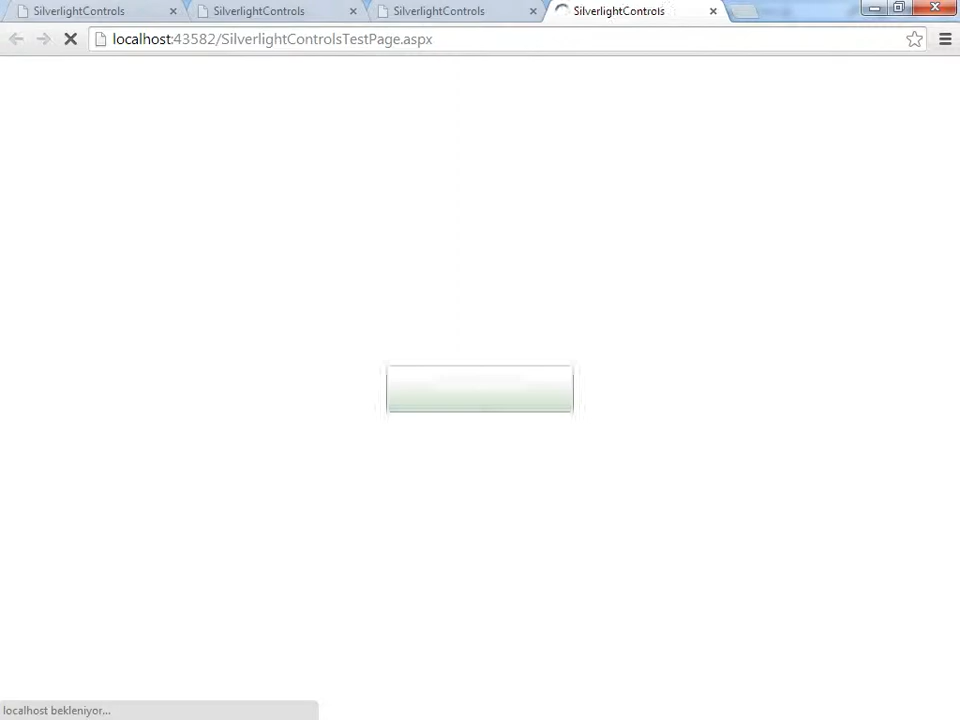 SilverlightControls
SilverlightControls
SilverlightControls
SilverlightControls
localhost:43582/SilverlightControlsTestPage.aspx
localhost bekleniyor...